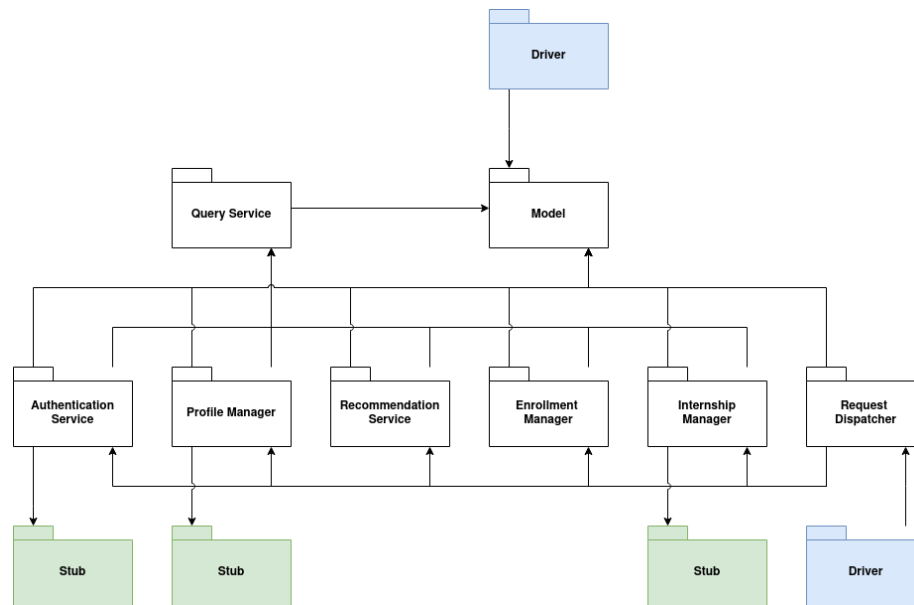 Driver
Query Service
Model
Authentication
Service
Profile Manager
Recommendation
Service
Enrollment
Manager
Internship
Manager
Request
Dispatcher
Stub
Stub
Stub
Driver